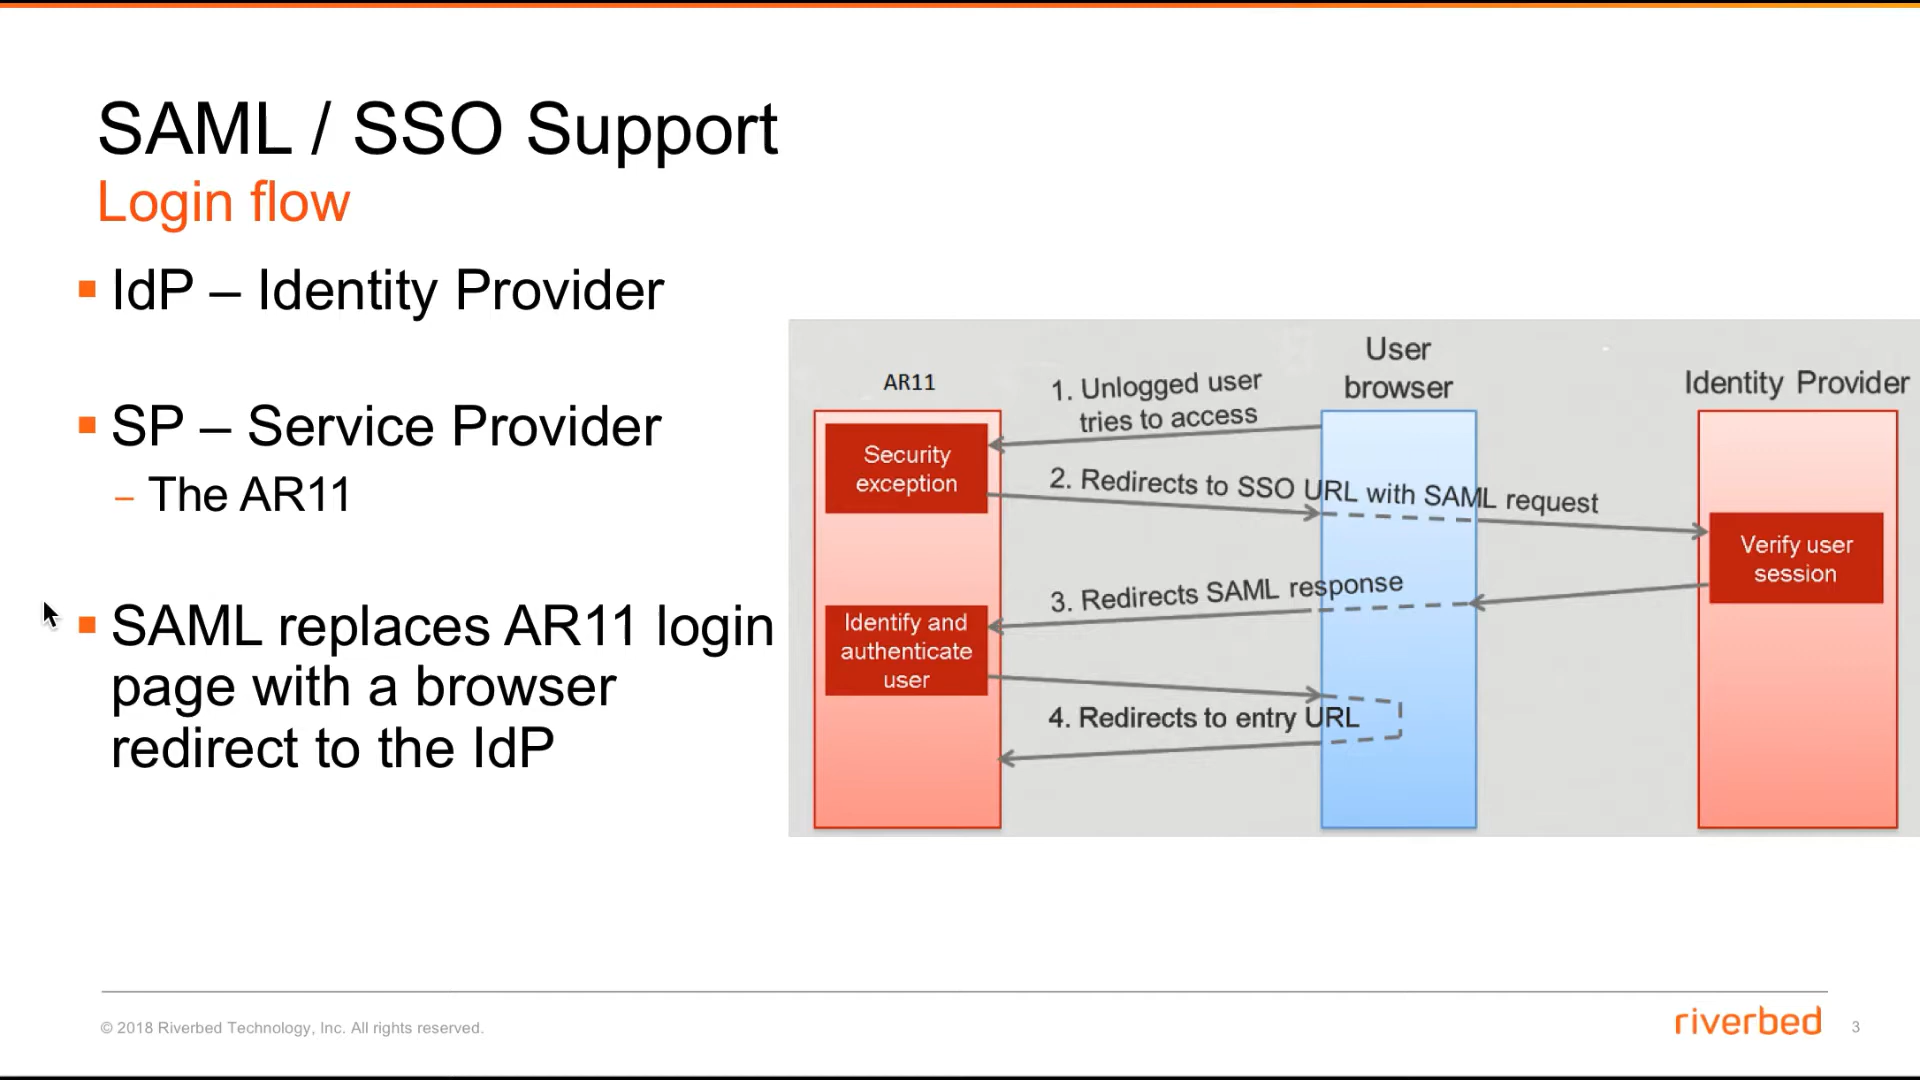 SAML / SSO Support
Login flow
▪ IdP – Identity Provider
▪ SP – Service Provider
– The AR11
▪ SAML replaces AR11 login
page with a browser
redirect to the IdP
AR11
User
browser
Identity Provider
1. Unlogged user
tries to access
Security
exception
2. Redirects to SSO URL with SAML request
Verify user
session
3. Redirects SAML response
Identify and
authenticate
user
4. Redirects to entry URL
© 2018 Riverbed Technology, Inc. All rights reserved.
riverbed
3